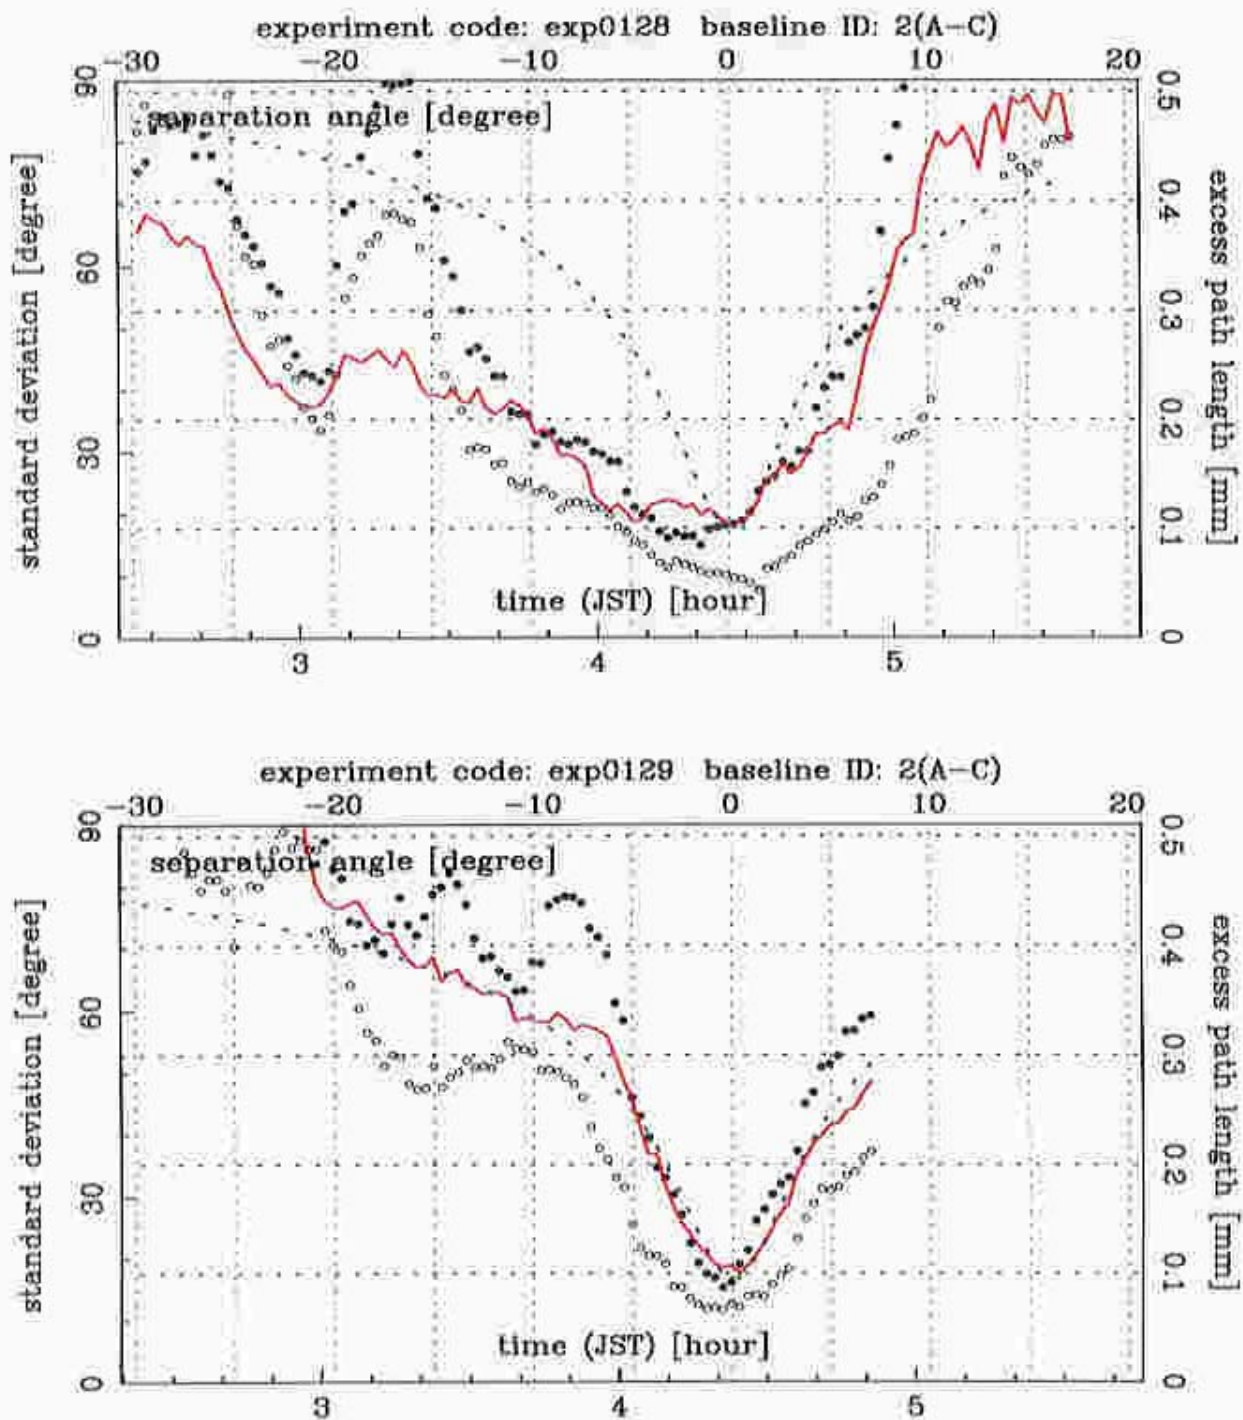 experiment code: exp0128 baseline ID: 2(A-C)
-30 -20 -10 0 10 20
separation angle [degree]
standard deviation [degree]
90
60
30
0
0.5
0.4
0.3
0.2
0.1
0
excess path length [mm]
time (JST) [hour]
3 4 5
experiment code: exp0129 baseline ID: 2(A-C)
-30 -20 -10 0 10 20
separation angle [degree]
standard deviation [degree]
90
60
30
0
0.5
0.4
0.3
0.2
0.1
0
excess path length [mm]
time (JST) [hour]
3 4 5